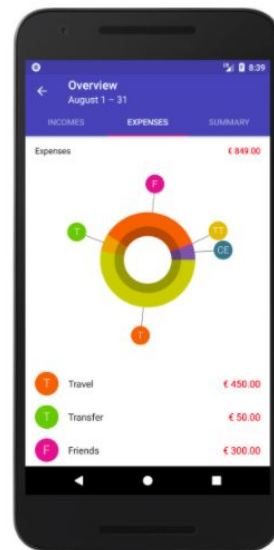 8:39
Overview
August 1 – 31
INCOMES EXPENSES SUMMARY
Expenses € 849.00
F
T
TT
CE
T
T Travel € 450.00
T Transfer € 50.00
F Friends € 300.00